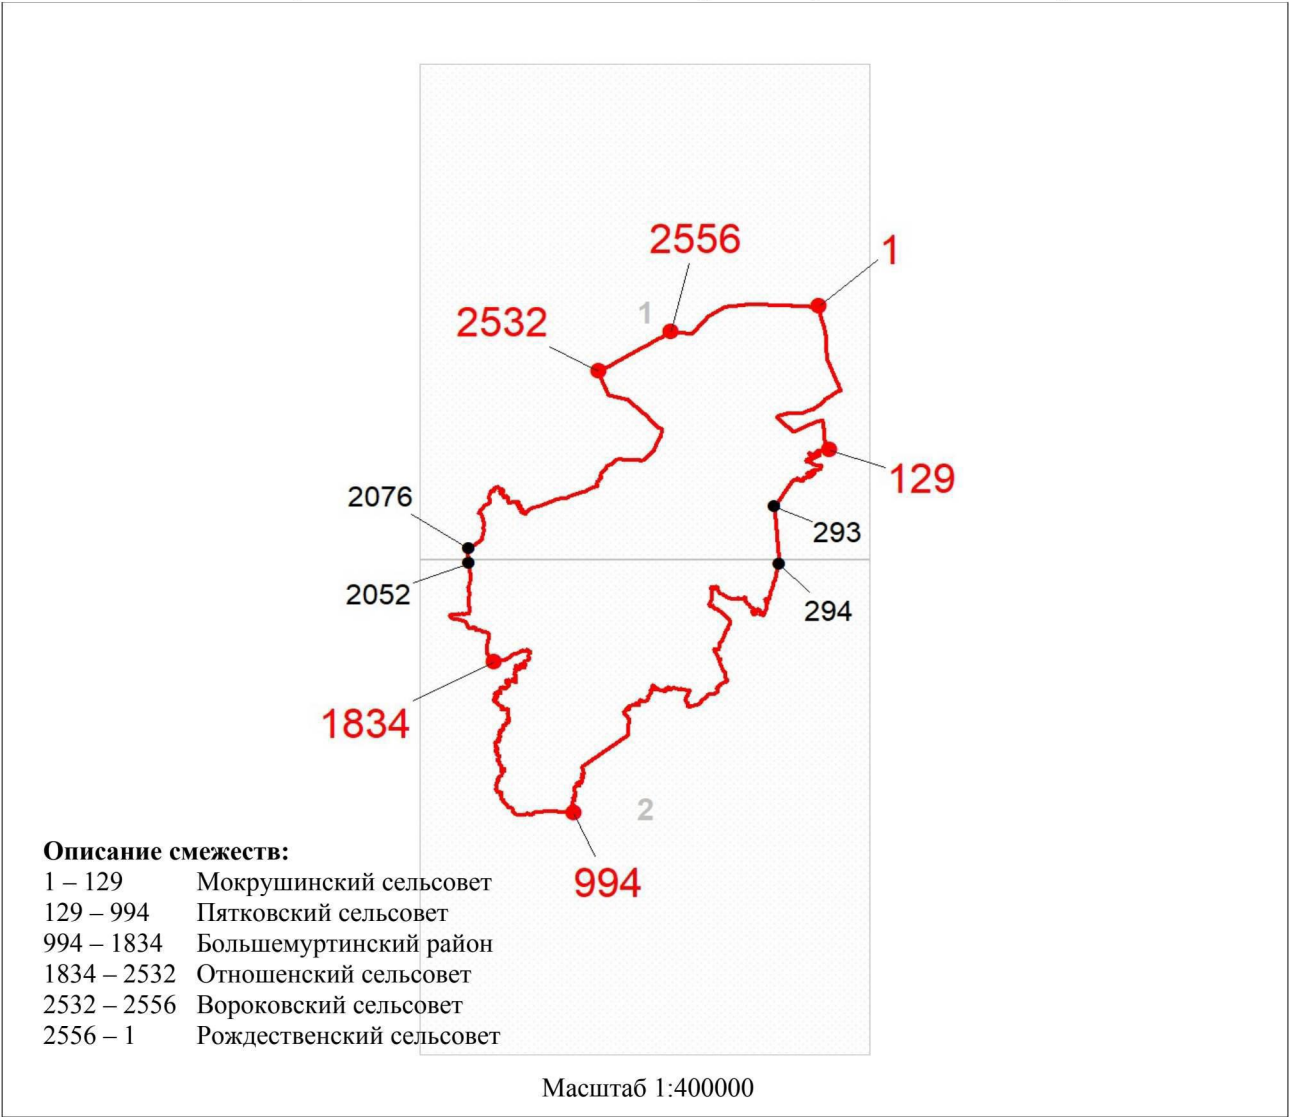 2556
1
1
2532
129
2076
293
2052
294
1834
2
994
Описание смежеств:
1 – 129 Мокрушинский сельсовет
129 – 994 Пятковский сельсовет
994 – 1834 Большемуртинский район
1834 – 2532 Отношенский сельсовет
2532 – 2556 Вороковский сельсовет
2556 – 1 Рождественский сельсовет
Масштаб 1:400000